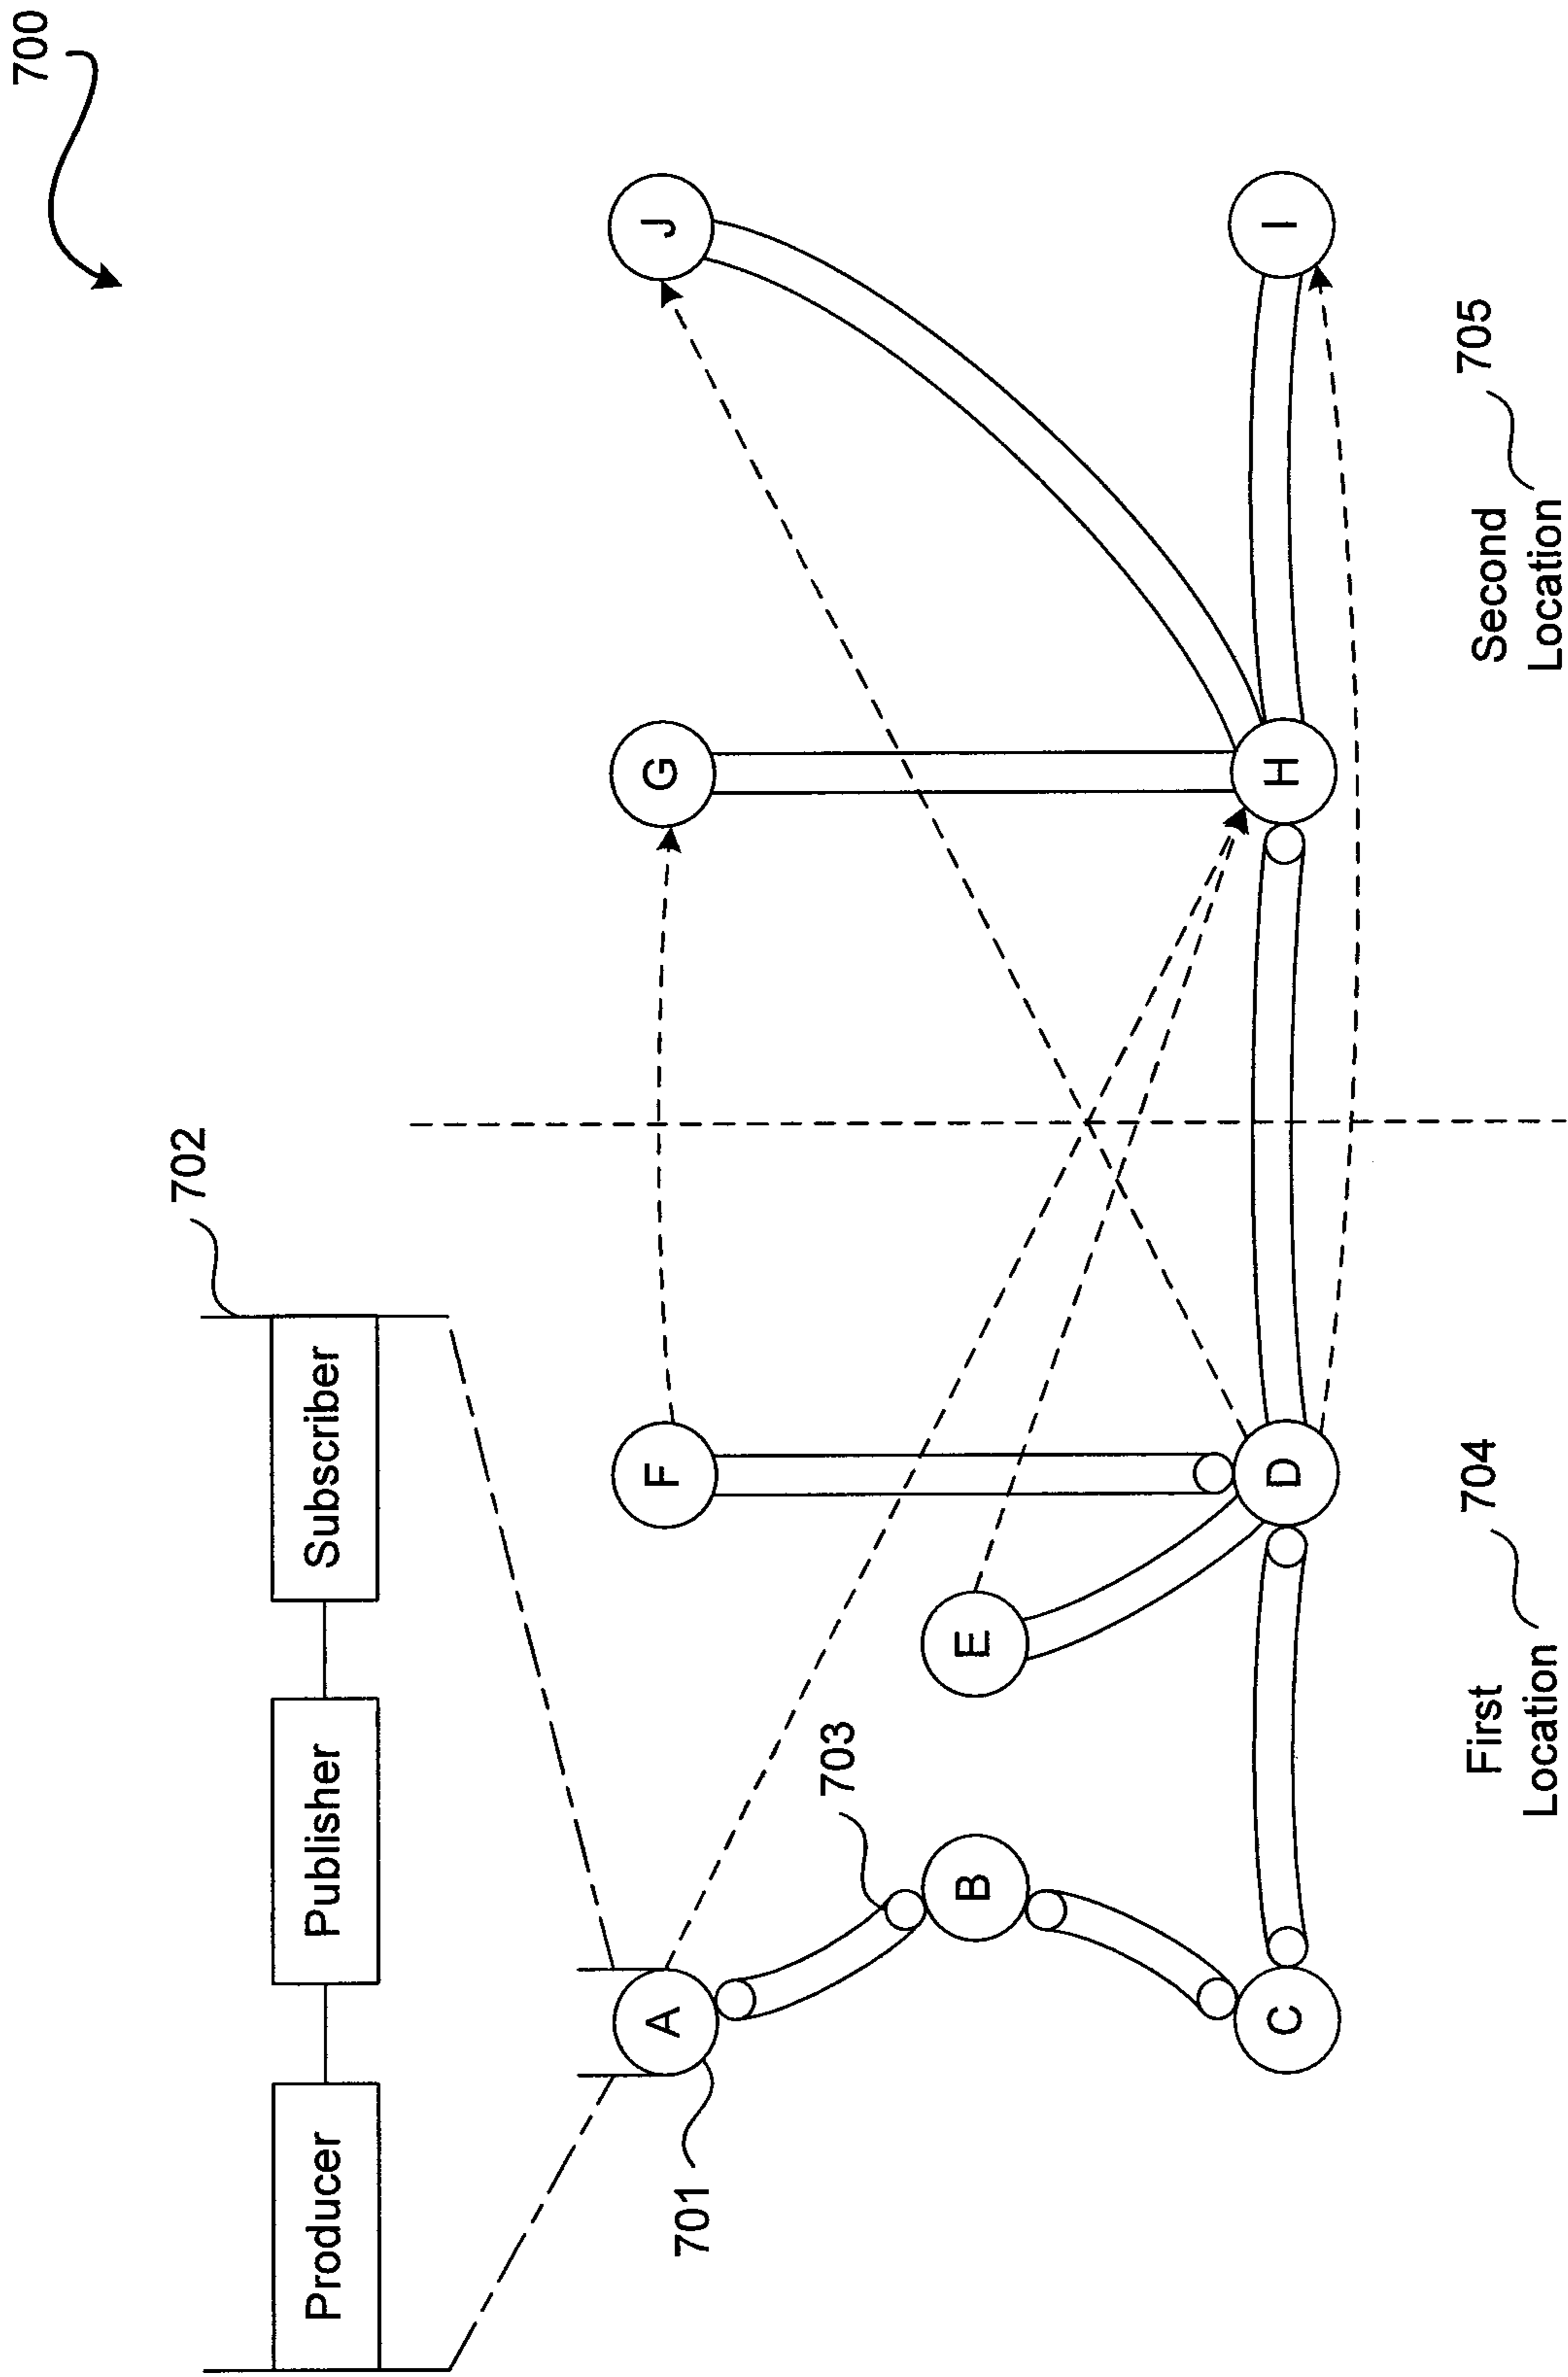 700
702
Producer
Publisher
Subscriber
701
A
F
G
J
703
B
E
C
D
H
I
First
Location
704
Second
Location
705